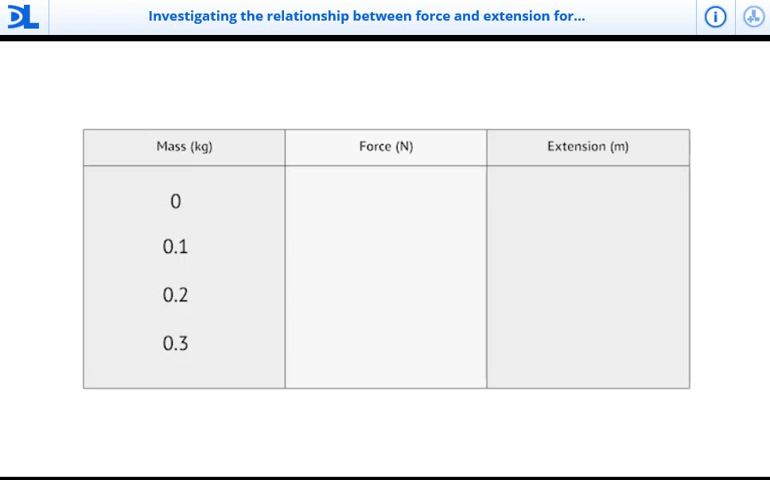 DL
Investigating the relationship between force and extension for...
Mass (kg) Force (N) Extension (m)
0
0.1
0.2
0.3